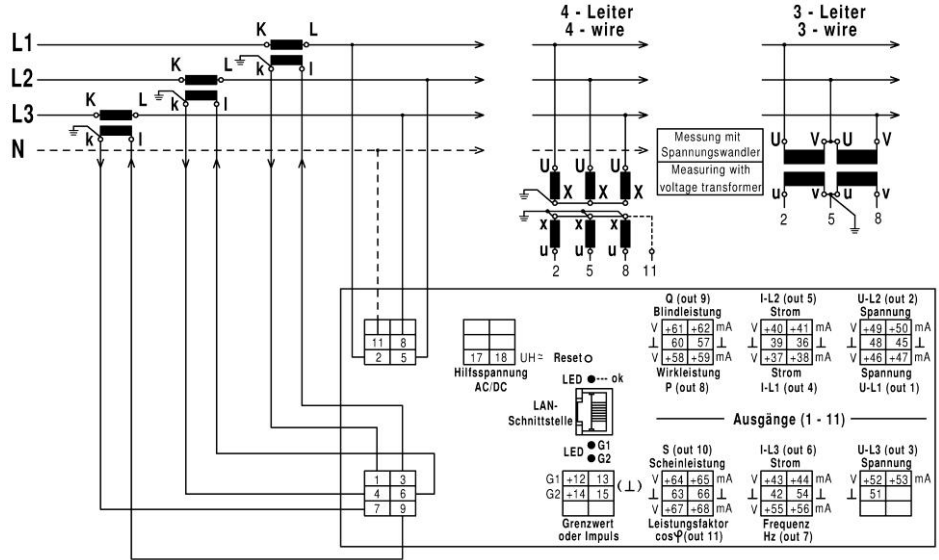 4 - Leiter
4 - wire
3 - Leiter
3 - wire
K L
L1
k l
K L
L2
k l
K L
L3
k l
N
U U U
X X X
x x x
u u u
2 5 8 11
Messung mit
Spannungswandler
Measuring with
voltage transformer
U V U V
u v u v
2 5 8
11 8
2 5
17 18 UH≂
Hilfsspannung
AC/DC
Reset
LED --- ok
LAN-
Schnittstelle
LED G1
G2
G1 +12 13 (⊥)
G2 +14 15
Grenzwert
oder Impuls
Q (out 9)
Blindleistung
V +61 +62 mA
⊥ 60 57 ⊥
V +58 +59 mA
Wirkleistung
P (out 8)
I-L2 (out 5)
Strom
V +40 +41 mA
⊥ 39 36 ⊥
V +37 +38 mA
Strom
I-L1 (out 4)
U-L2 (out 2)
Spannung
V +49 +50 mA
⊥ 48 45 ⊥
V +46 +47 mA
Spannung
U-L1 (out 1)
Ausgänge (1 - 11)
S (out 10)
Scheinleistung
V +64 +65 mA
⊥ 63 66 ⊥
V +67 +68 mA
Leistungsfaktor
cosφ (out 11)
I-L3 (out 6)
Strom
V +43 +44 mA
⊥ 42 54 ⊥
V +55 +56 mA
Frequenz
Hz (out 7)
U-L3 (out 3)
Spannung
V +52 +53 mA
⊥ 51
1 3
4 6
7 9